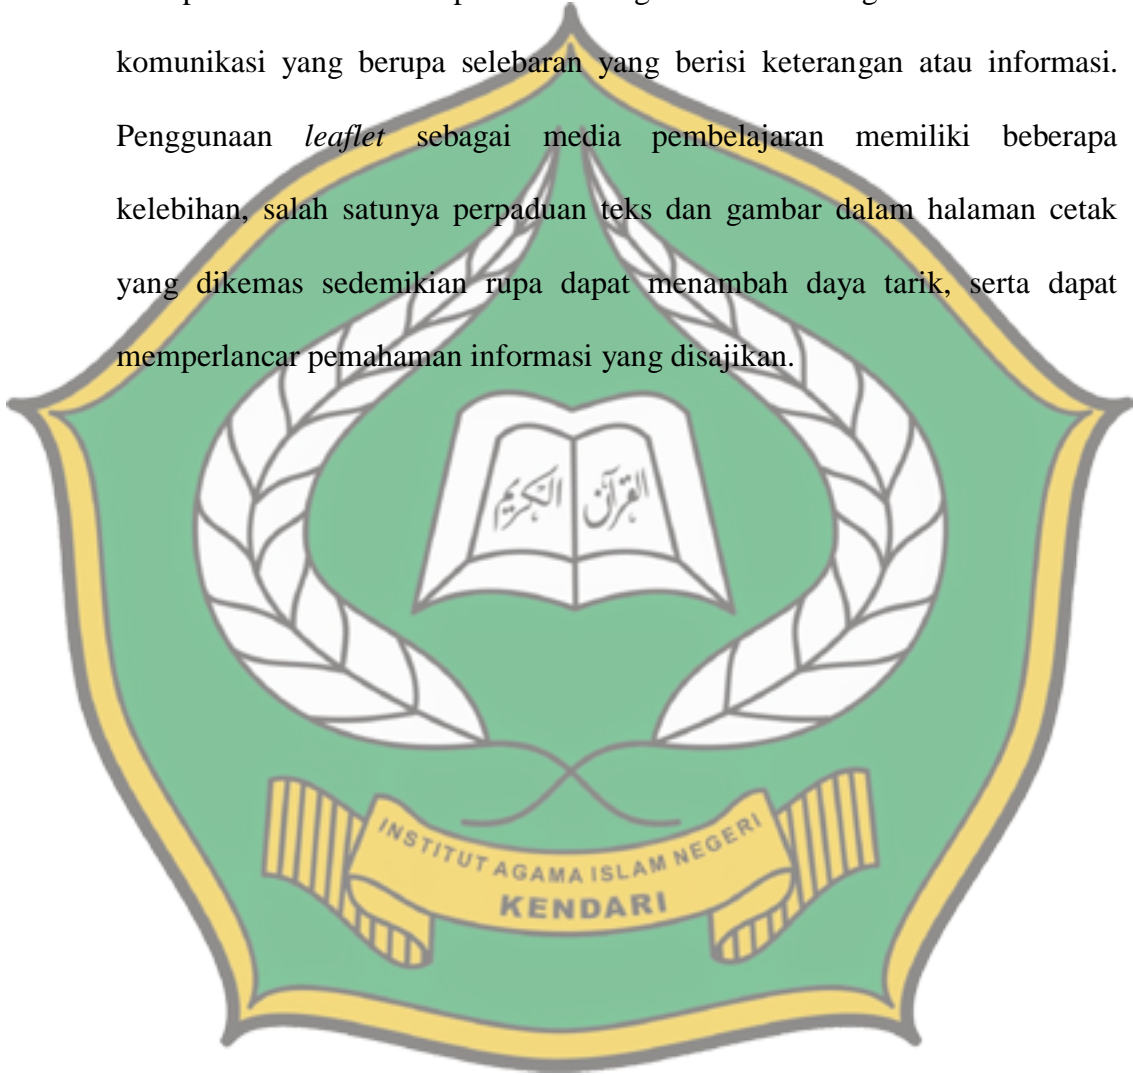 komunikasi yang berupa selebaran yang berisi keterangan atau informasi.
Penggunaan leaflet sebagai media pembelajaran memiliki beberapa
kelebihan, salah satunya perpaduan teks dan gambar dalam halaman cetak
yang dikemas sedemikian rupa dapat menambah daya tarik, serta dapat
memperlancar pemahaman informasi yang disajikan.
القرآن الكريم
INSTITUT AGAMA ISLAM NEGERI
KENDARI